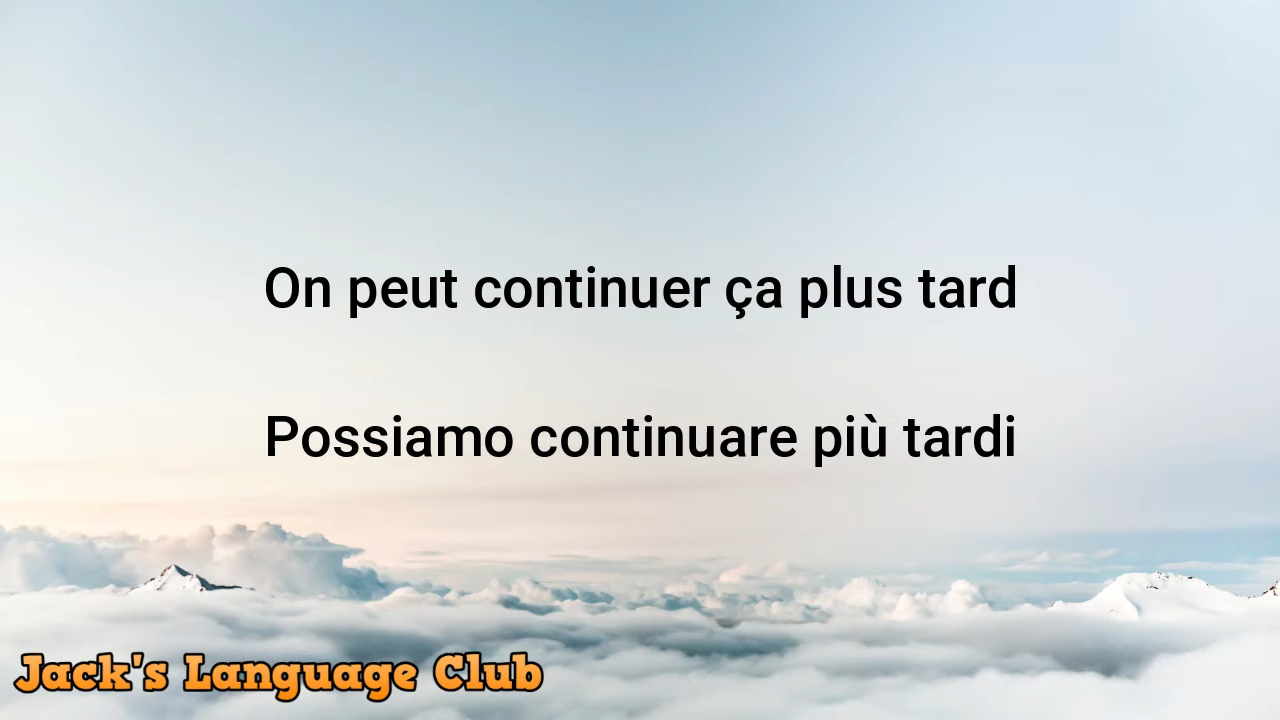 On peut continuer ça plus tard
Possiamo continuare più tardi
Jack's Language Club